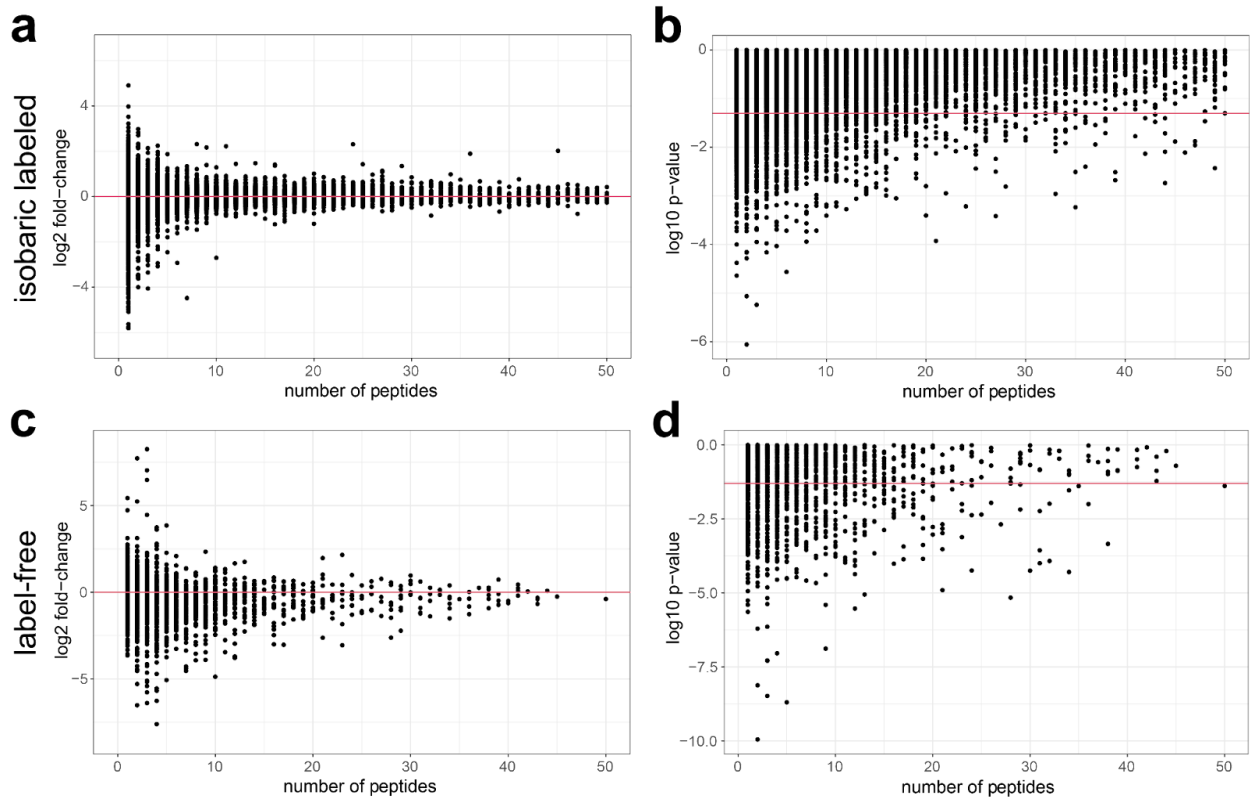 a
isobaric labeled
log2 fold−change
4
0
−4
0
10
20
30
40
50
number of peptides
b
log10 p−value
0
−2
−4
−6
0
10
20
30
40
50
number of peptides
c
label-free
log2 fold−change
5
0
−5
0
10
20
30
40
50
number of peptides
d
log10 p−value
0.0
−2.5
−5.0
−7.5
−10.0
0
10
20
30
40
50
number of peptides